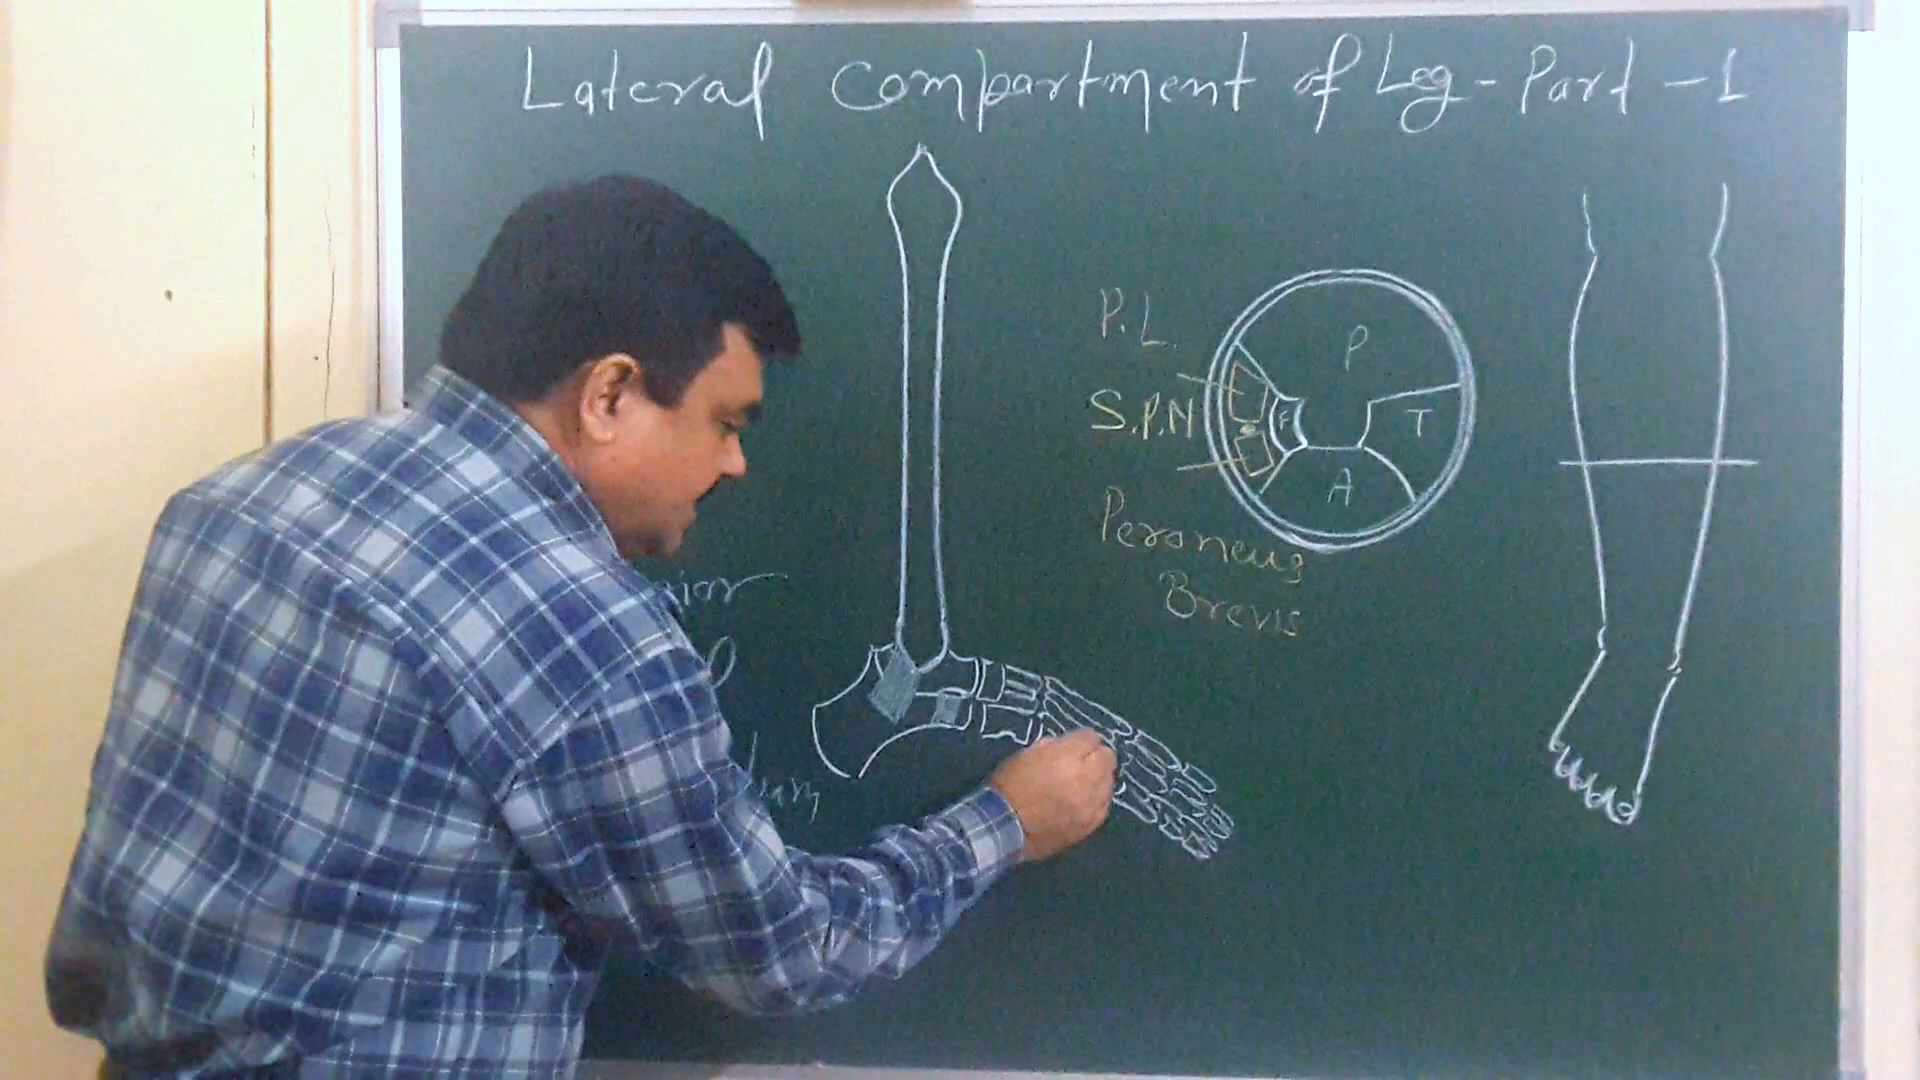 Lateral Compartment of Leg - Part - 1
P.L.
P
S.P.N
F
T
A
Peroneus
Brevis